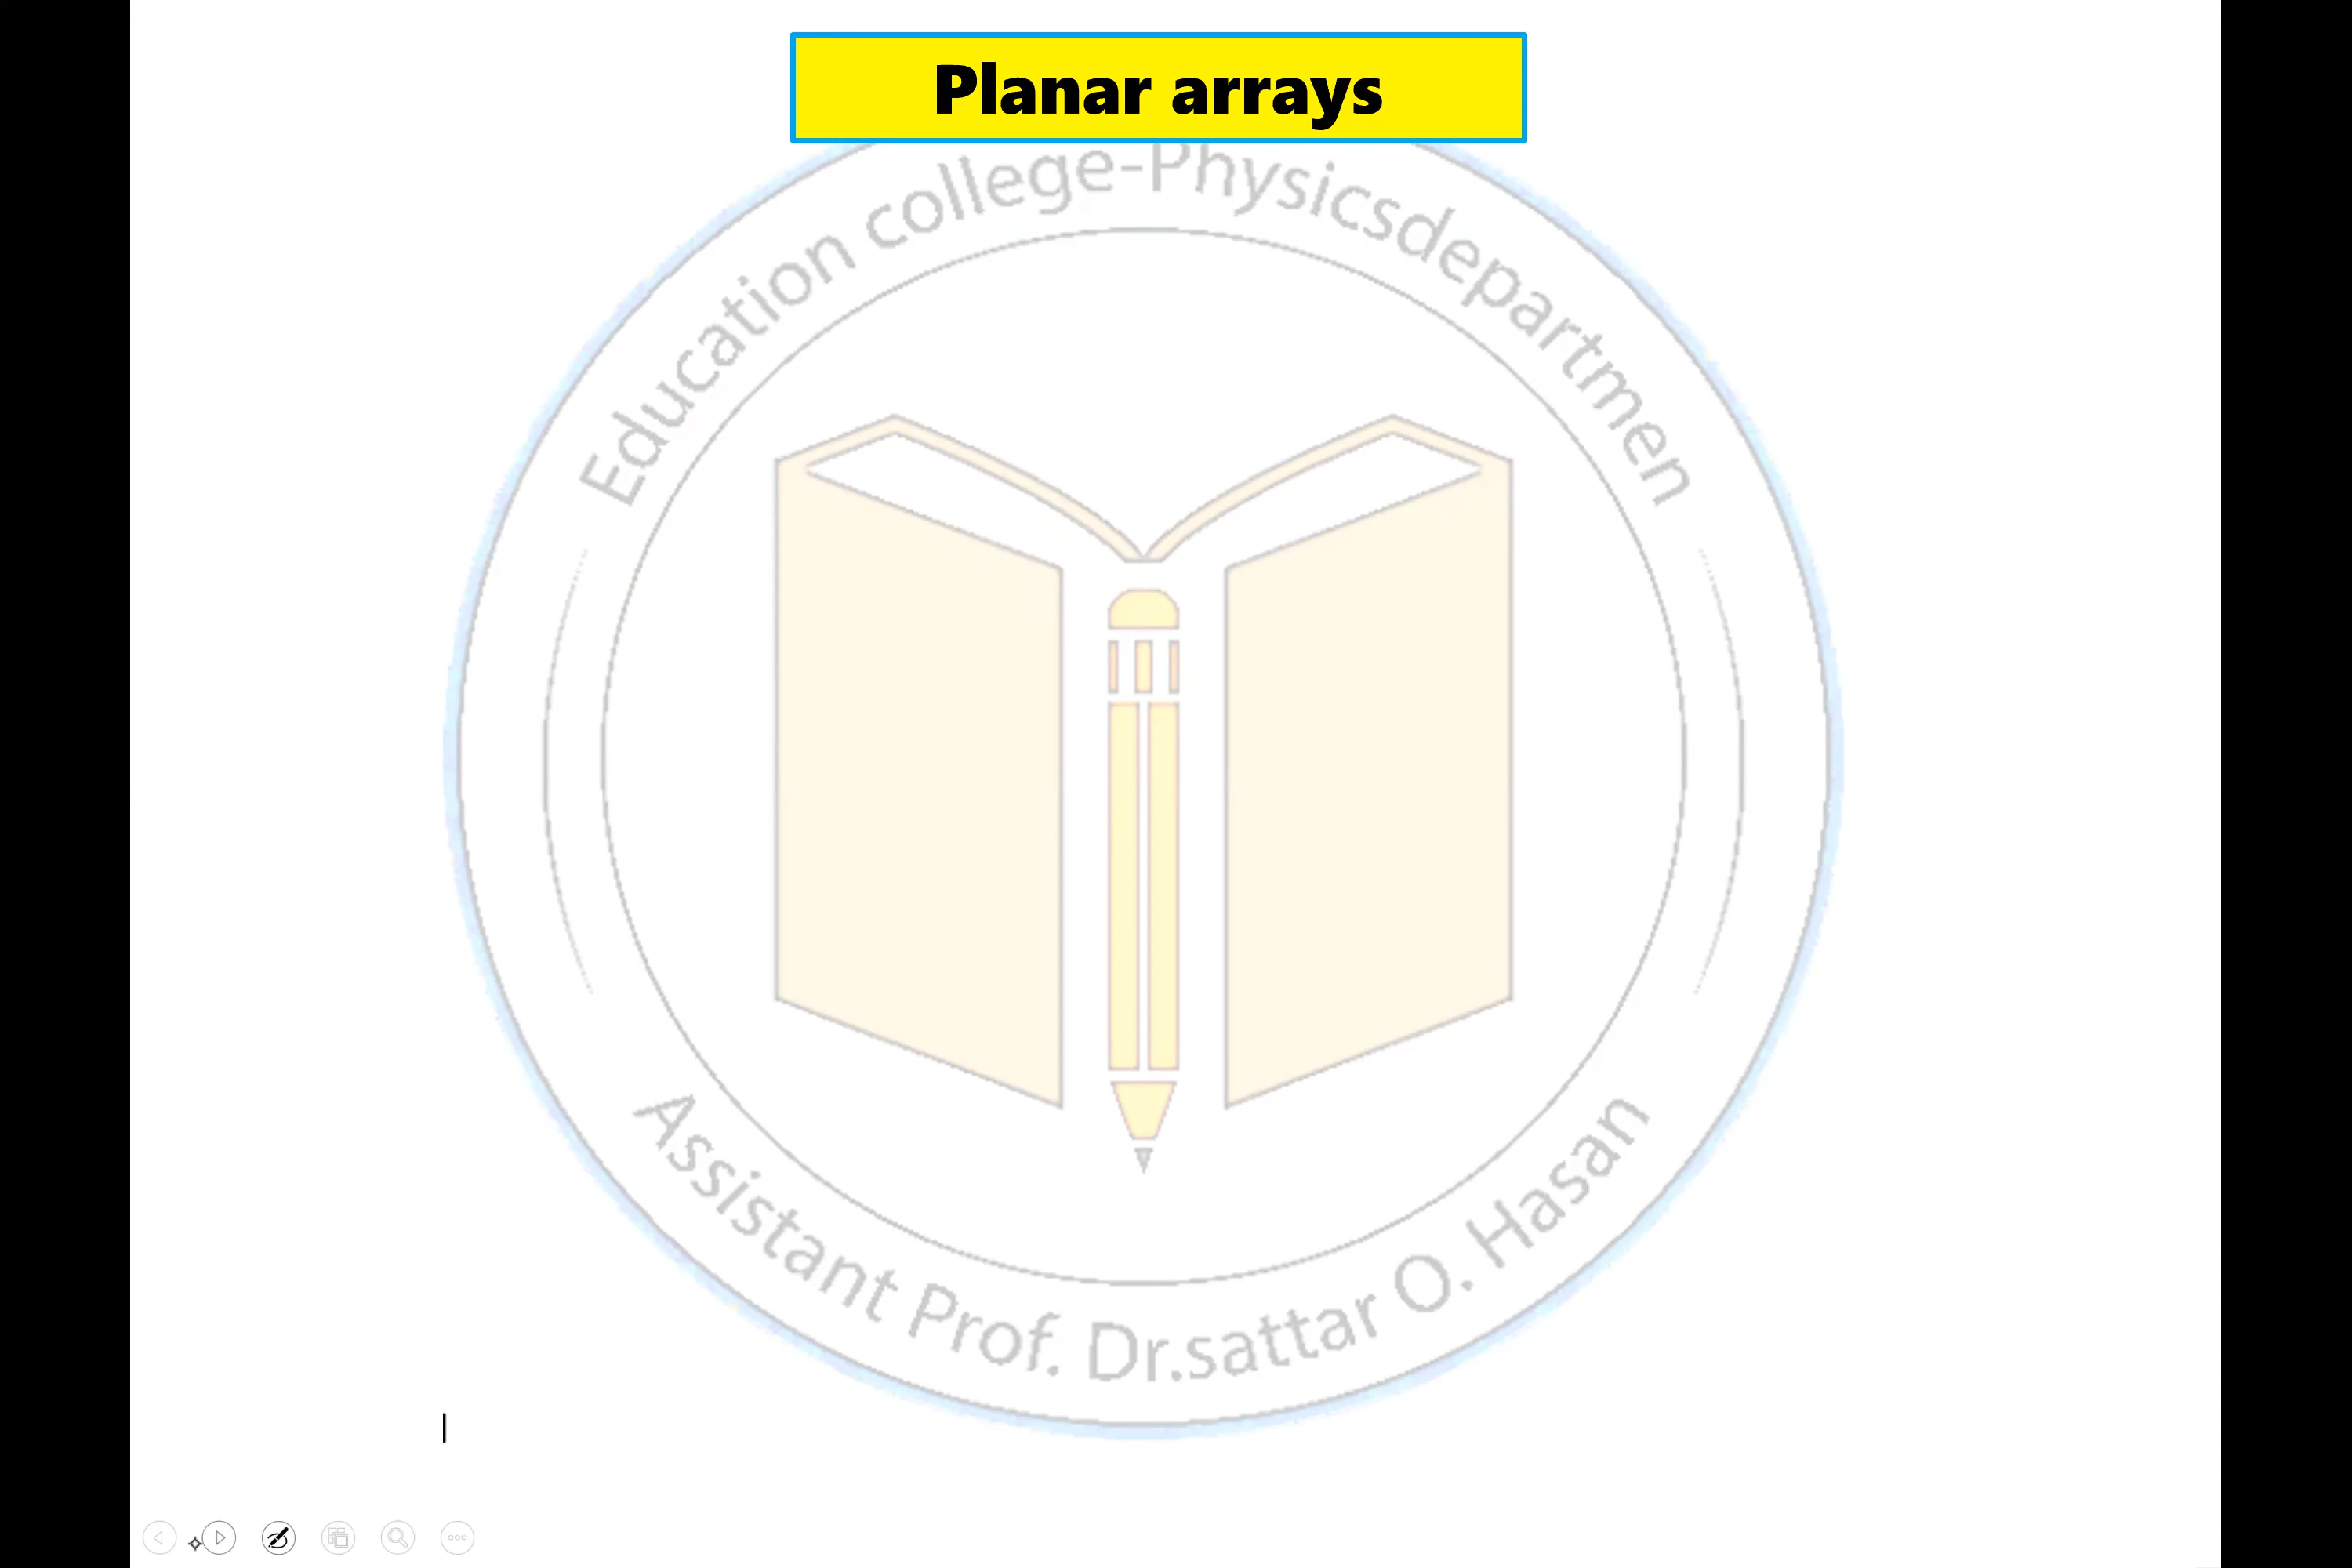 Planar arrays
Education college-Physicsdepartmen
Assistant Prof. Dr.sattar O. Hasan